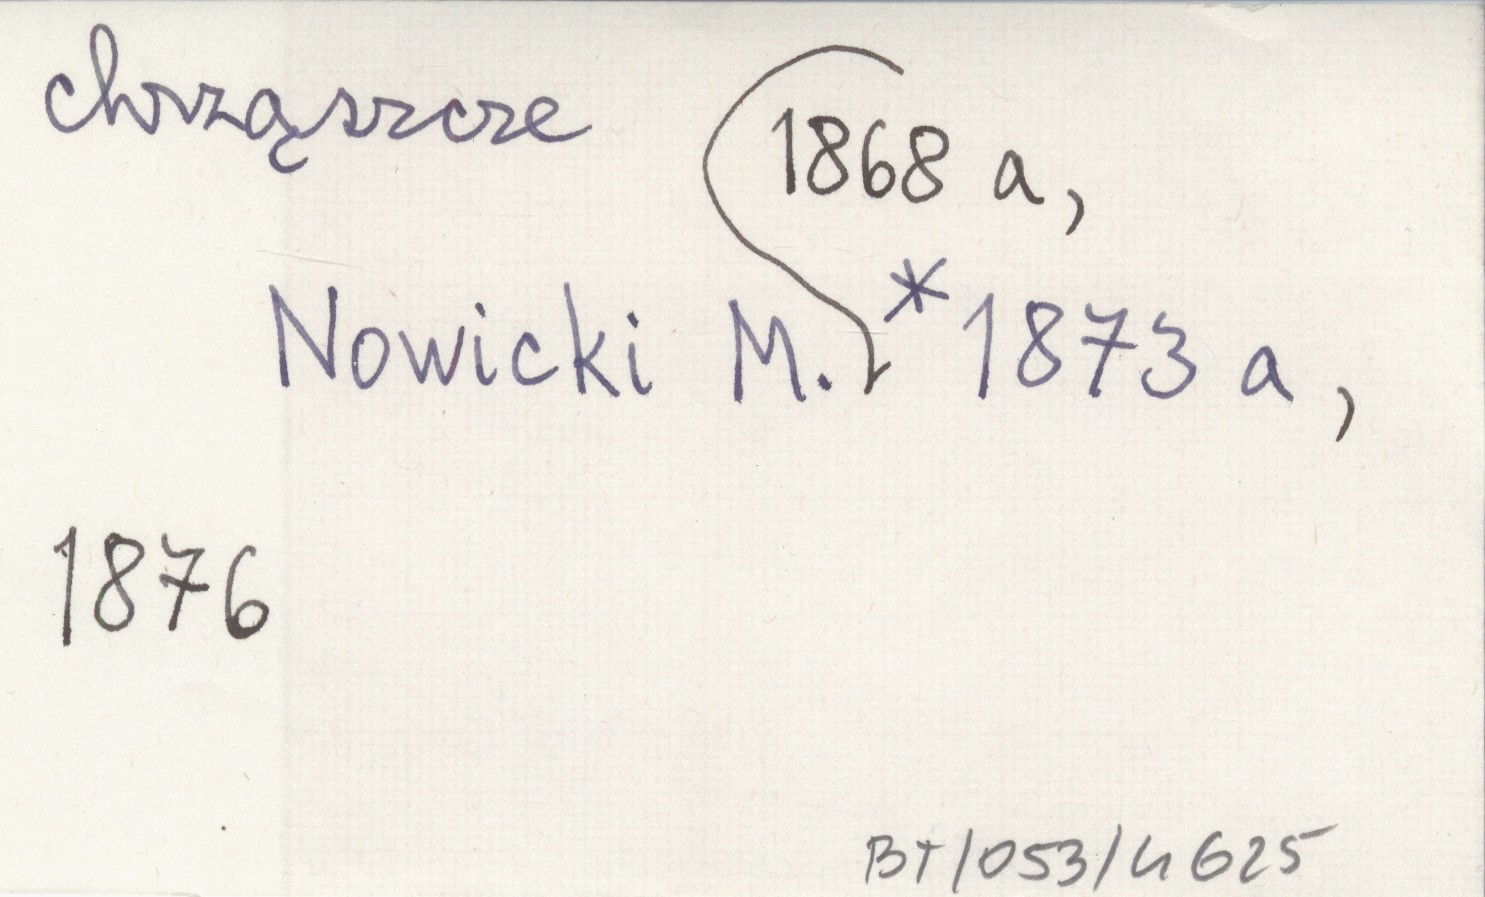 chrząszcze
1868 a,
Nowicki M. * 1873 a,
1876
BT/053/4625